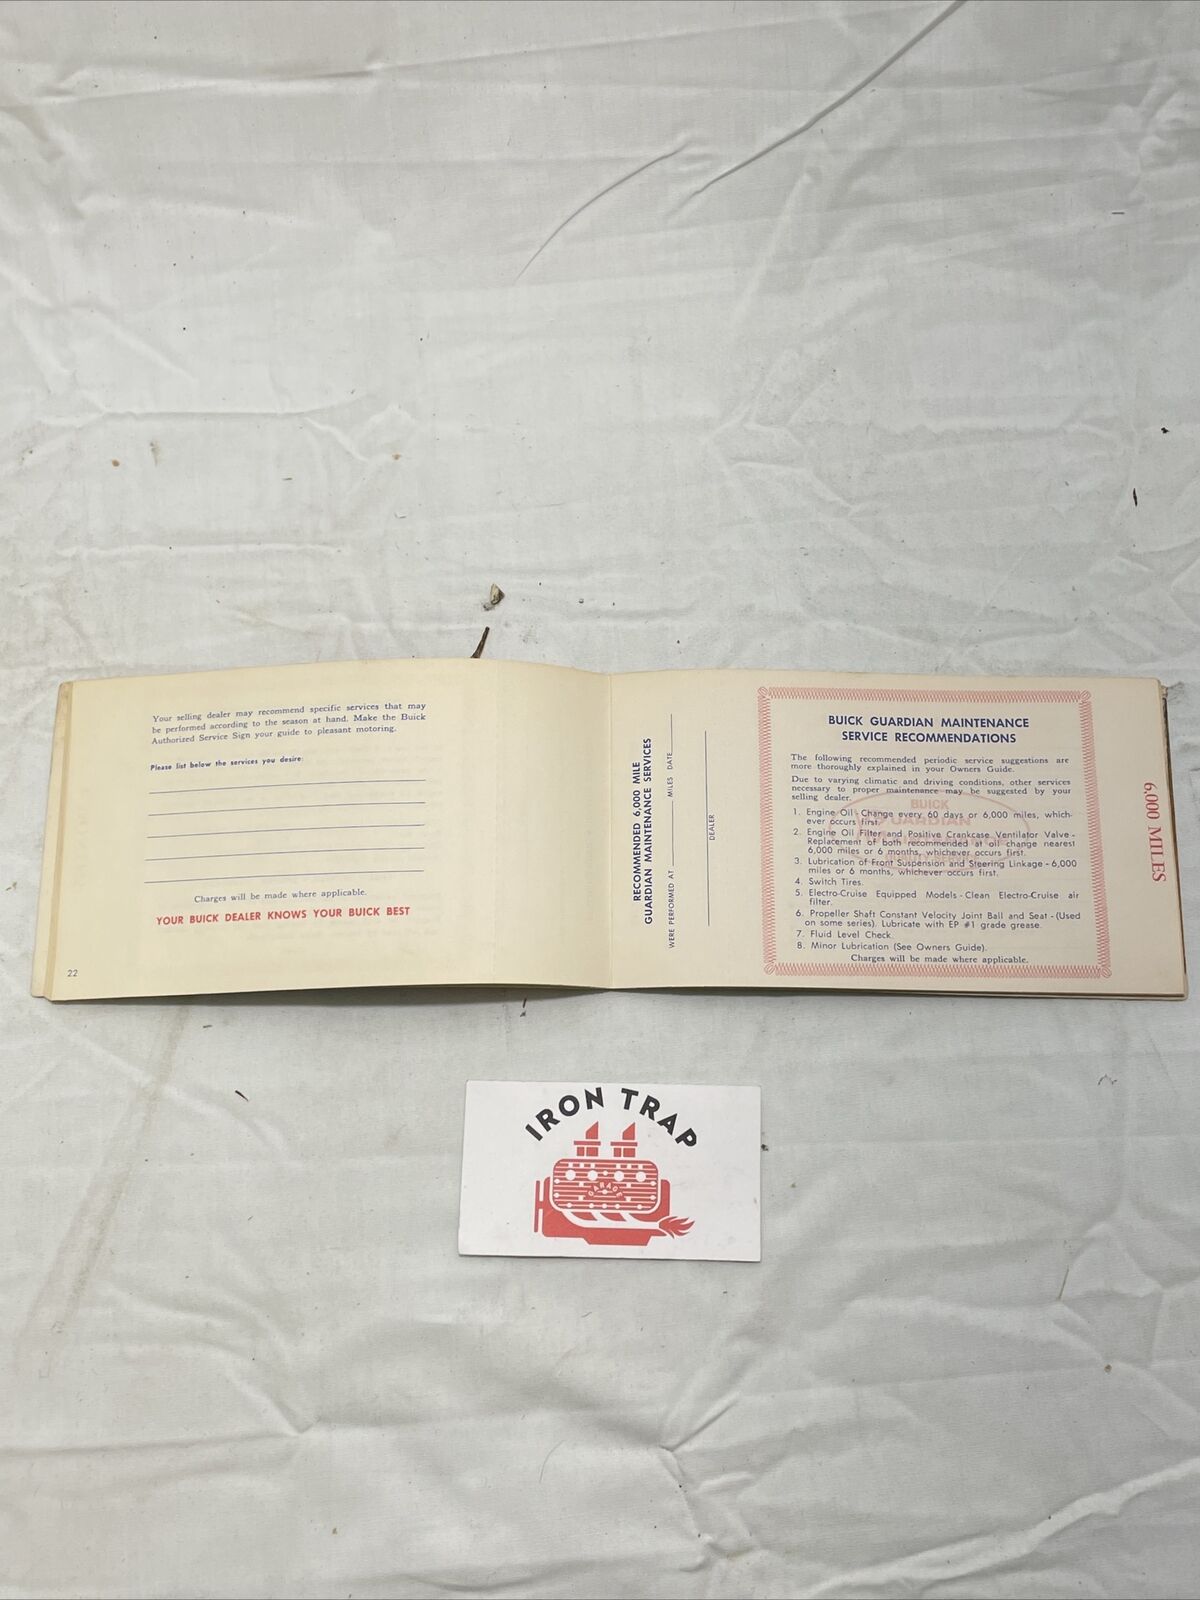 Your selling dealer may recommend specific services that may
be performed according to the season at hand. Make the Buick
Authorized Service Sign your guide to pleasant motoring.
Please list below the services you desire:
Charges will be made where applicable.
YOUR BUICK DEALER KNOWS YOUR BUICK BEST
22
RECOMMENDED 6,000 MILE
GUARDIAN MAINTENANCE SERVICES
WERE PERFORMED AT MILES DATE
DEALER
BUICK GUARDIAN MAINTENANCE
SERVICE RECOMMENDATIONS
The following recommended periodic service suggestions are
more thoroughly explained in your Owners Guide.
Due to varying climatic and driving conditions, other services
necessary to proper maintenance may be suggested by your
selling dealer.
BUICK
GUARDIAN
1. Engine Oil - Change every 60 days or 6,000 miles, which-
ever occurs first.
2. Engine Oil Filter and Positive Crankcase Ventilator Valve -
Replacement of both recommended at oil change nearest
6,000 miles or 6 months, whichever occurs first.
3. Lubrication of Front Suspension and Steering Linkage - 6,000
miles or 6 months, whichever occurs first.
4. Switch Tires.
5. Electro-Cruise Equipped Models - Clean Electro-Cruise air
filter.
6. Propeller Shaft Constant Velocity Joint Ball and Seat - (Used
on some series). Lubricate with EP #1 grade grease.
7. Fluid Level Check.
8. Minor Lubrication (See Owners Guide).
Charges will be made where applicable.
6,000 MILES
IRON TRAP
GARAGE